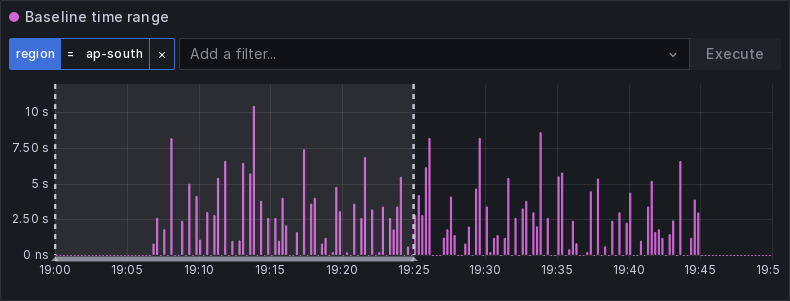 Baseline time range
region = ap-south × Add a filter... Execute
10 s
7.50 s
5 s
2.50 s
0 ns
19:00 19:05 19:10 19:15 19:20 19:25 19:30 19:35 19:40 19:45 19:5